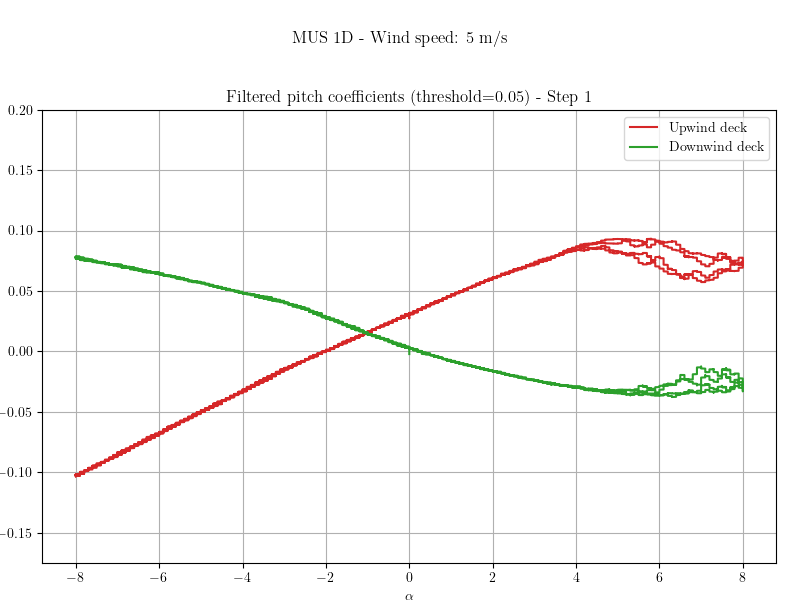 MUS 1D - Wind speed: 5 m/s
Filtered pitch coefficients (threshold=0.05) - Step 1
Upwind deck
Downwind deck
0.20
0.15
0.10
0.05
0.00
−0.05
−0.10
−0.15
−8 −6 −4 −2 0 2 4 6 8
α